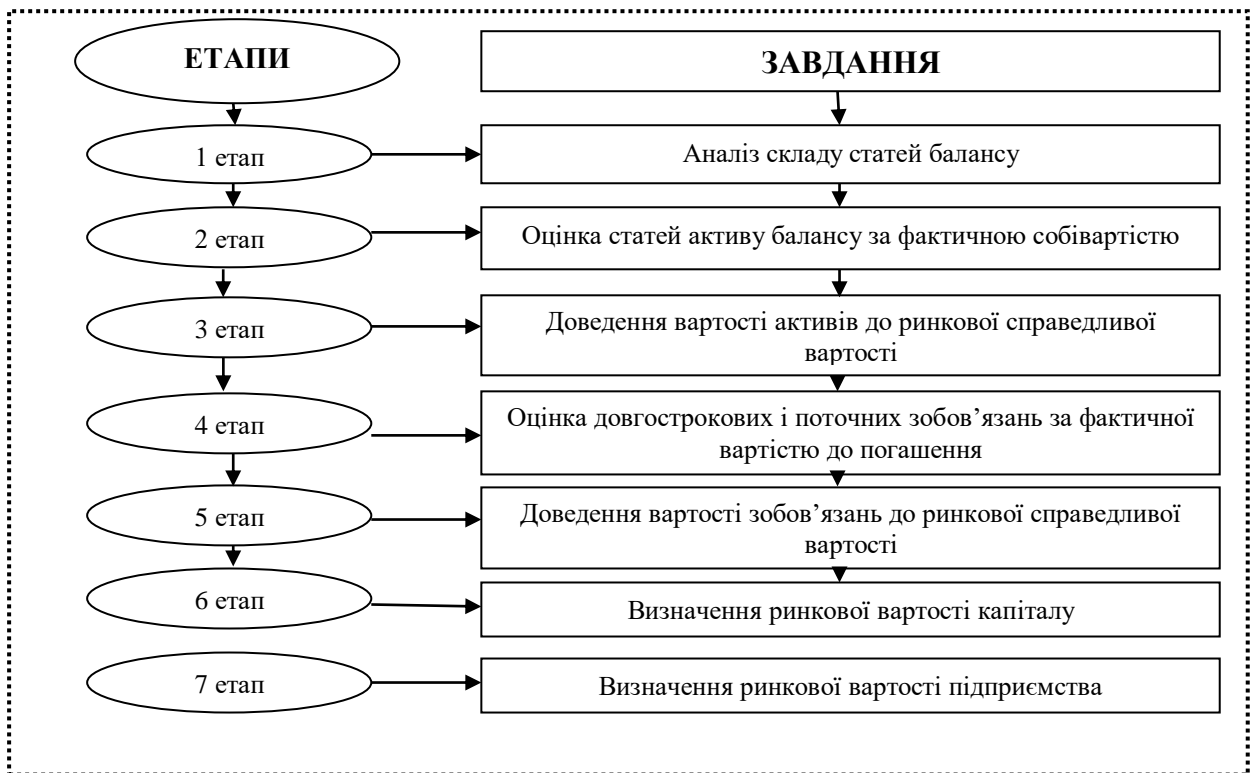 ЕТАПИ
ЗАВДАННЯ
1 етап
Аналіз складу статей балансу
2 етап
Оцінка статей активу балансу за фактичною собівартістю
3 етап
Доведення вартості активів до ринкової справедливої
вартості
4 етап
Оцінка довгострокових і поточних зобов’язань за фактичної
вартістю до погашення
5 етап
Доведення вартості зобов’язань до ринкової справедливої
вартості
6 етап
Визначення ринкової вартості капіталу
7 етап
Визначення ринкової вартості підприємства